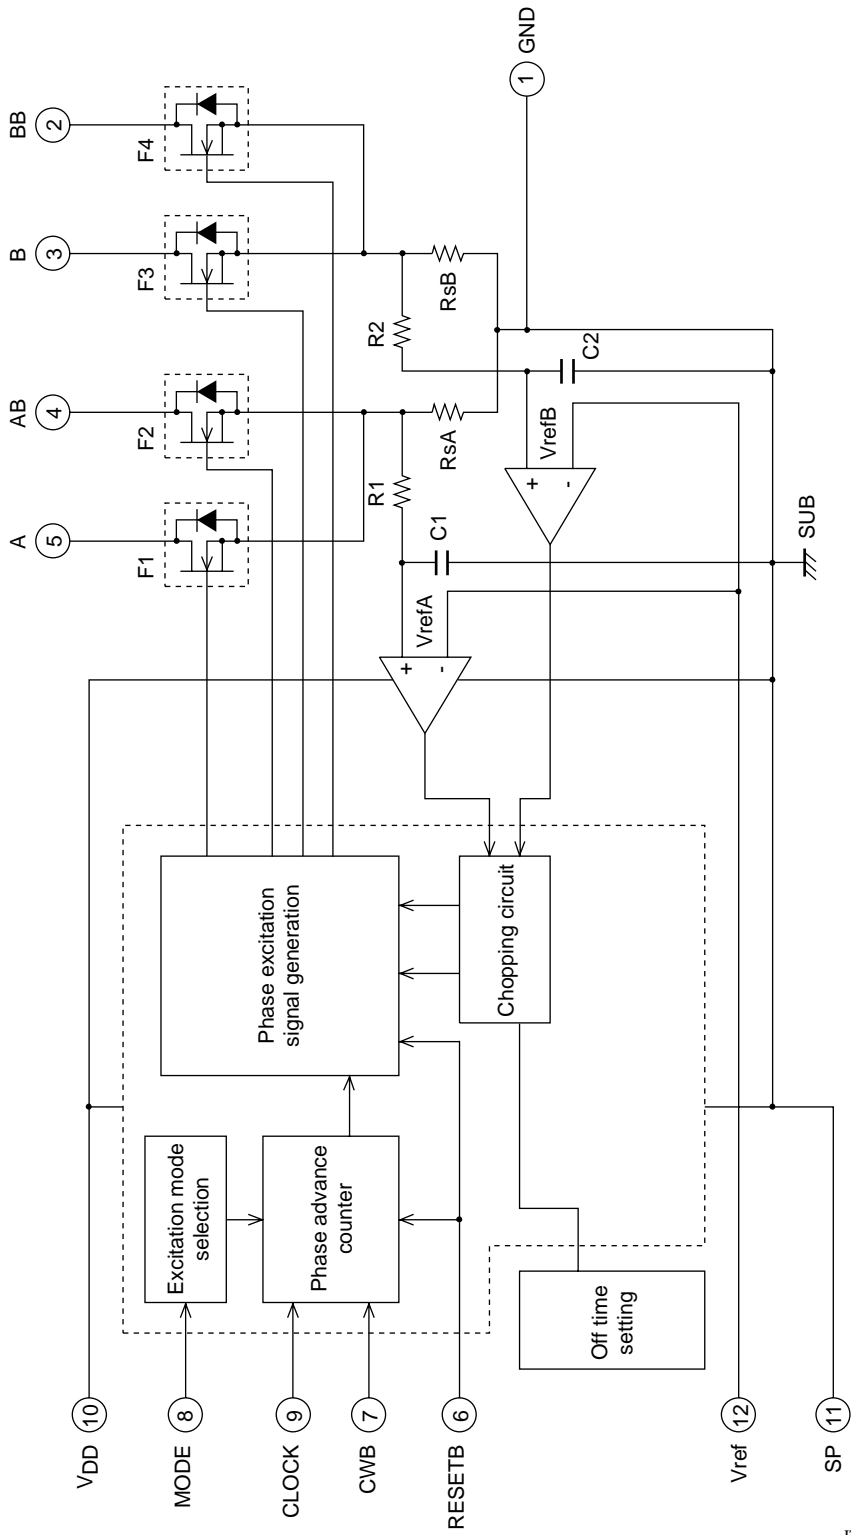 VDD
10
MODE
8
CLOCK
9
CWB
7
RESETB
6
Vref
12
SP
11
Excitation mode
selection
Phase advance
counter
Phase excitation
signal generation
Chopping circuit
Off time
setting
VrefA
+
-
VrefB
+
-
R1
C1
R2
C2
RsA
RsB
SUB
F1
F2
F3
F4
A
5
AB
4
B
3
BB
2
1
GND